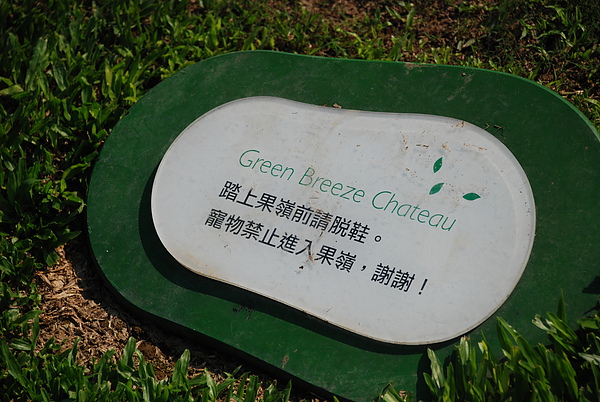 Green Breeze Chateau
踏上果嶺前請脱鞋。
寵物禁止進入果嶺，謝謝！